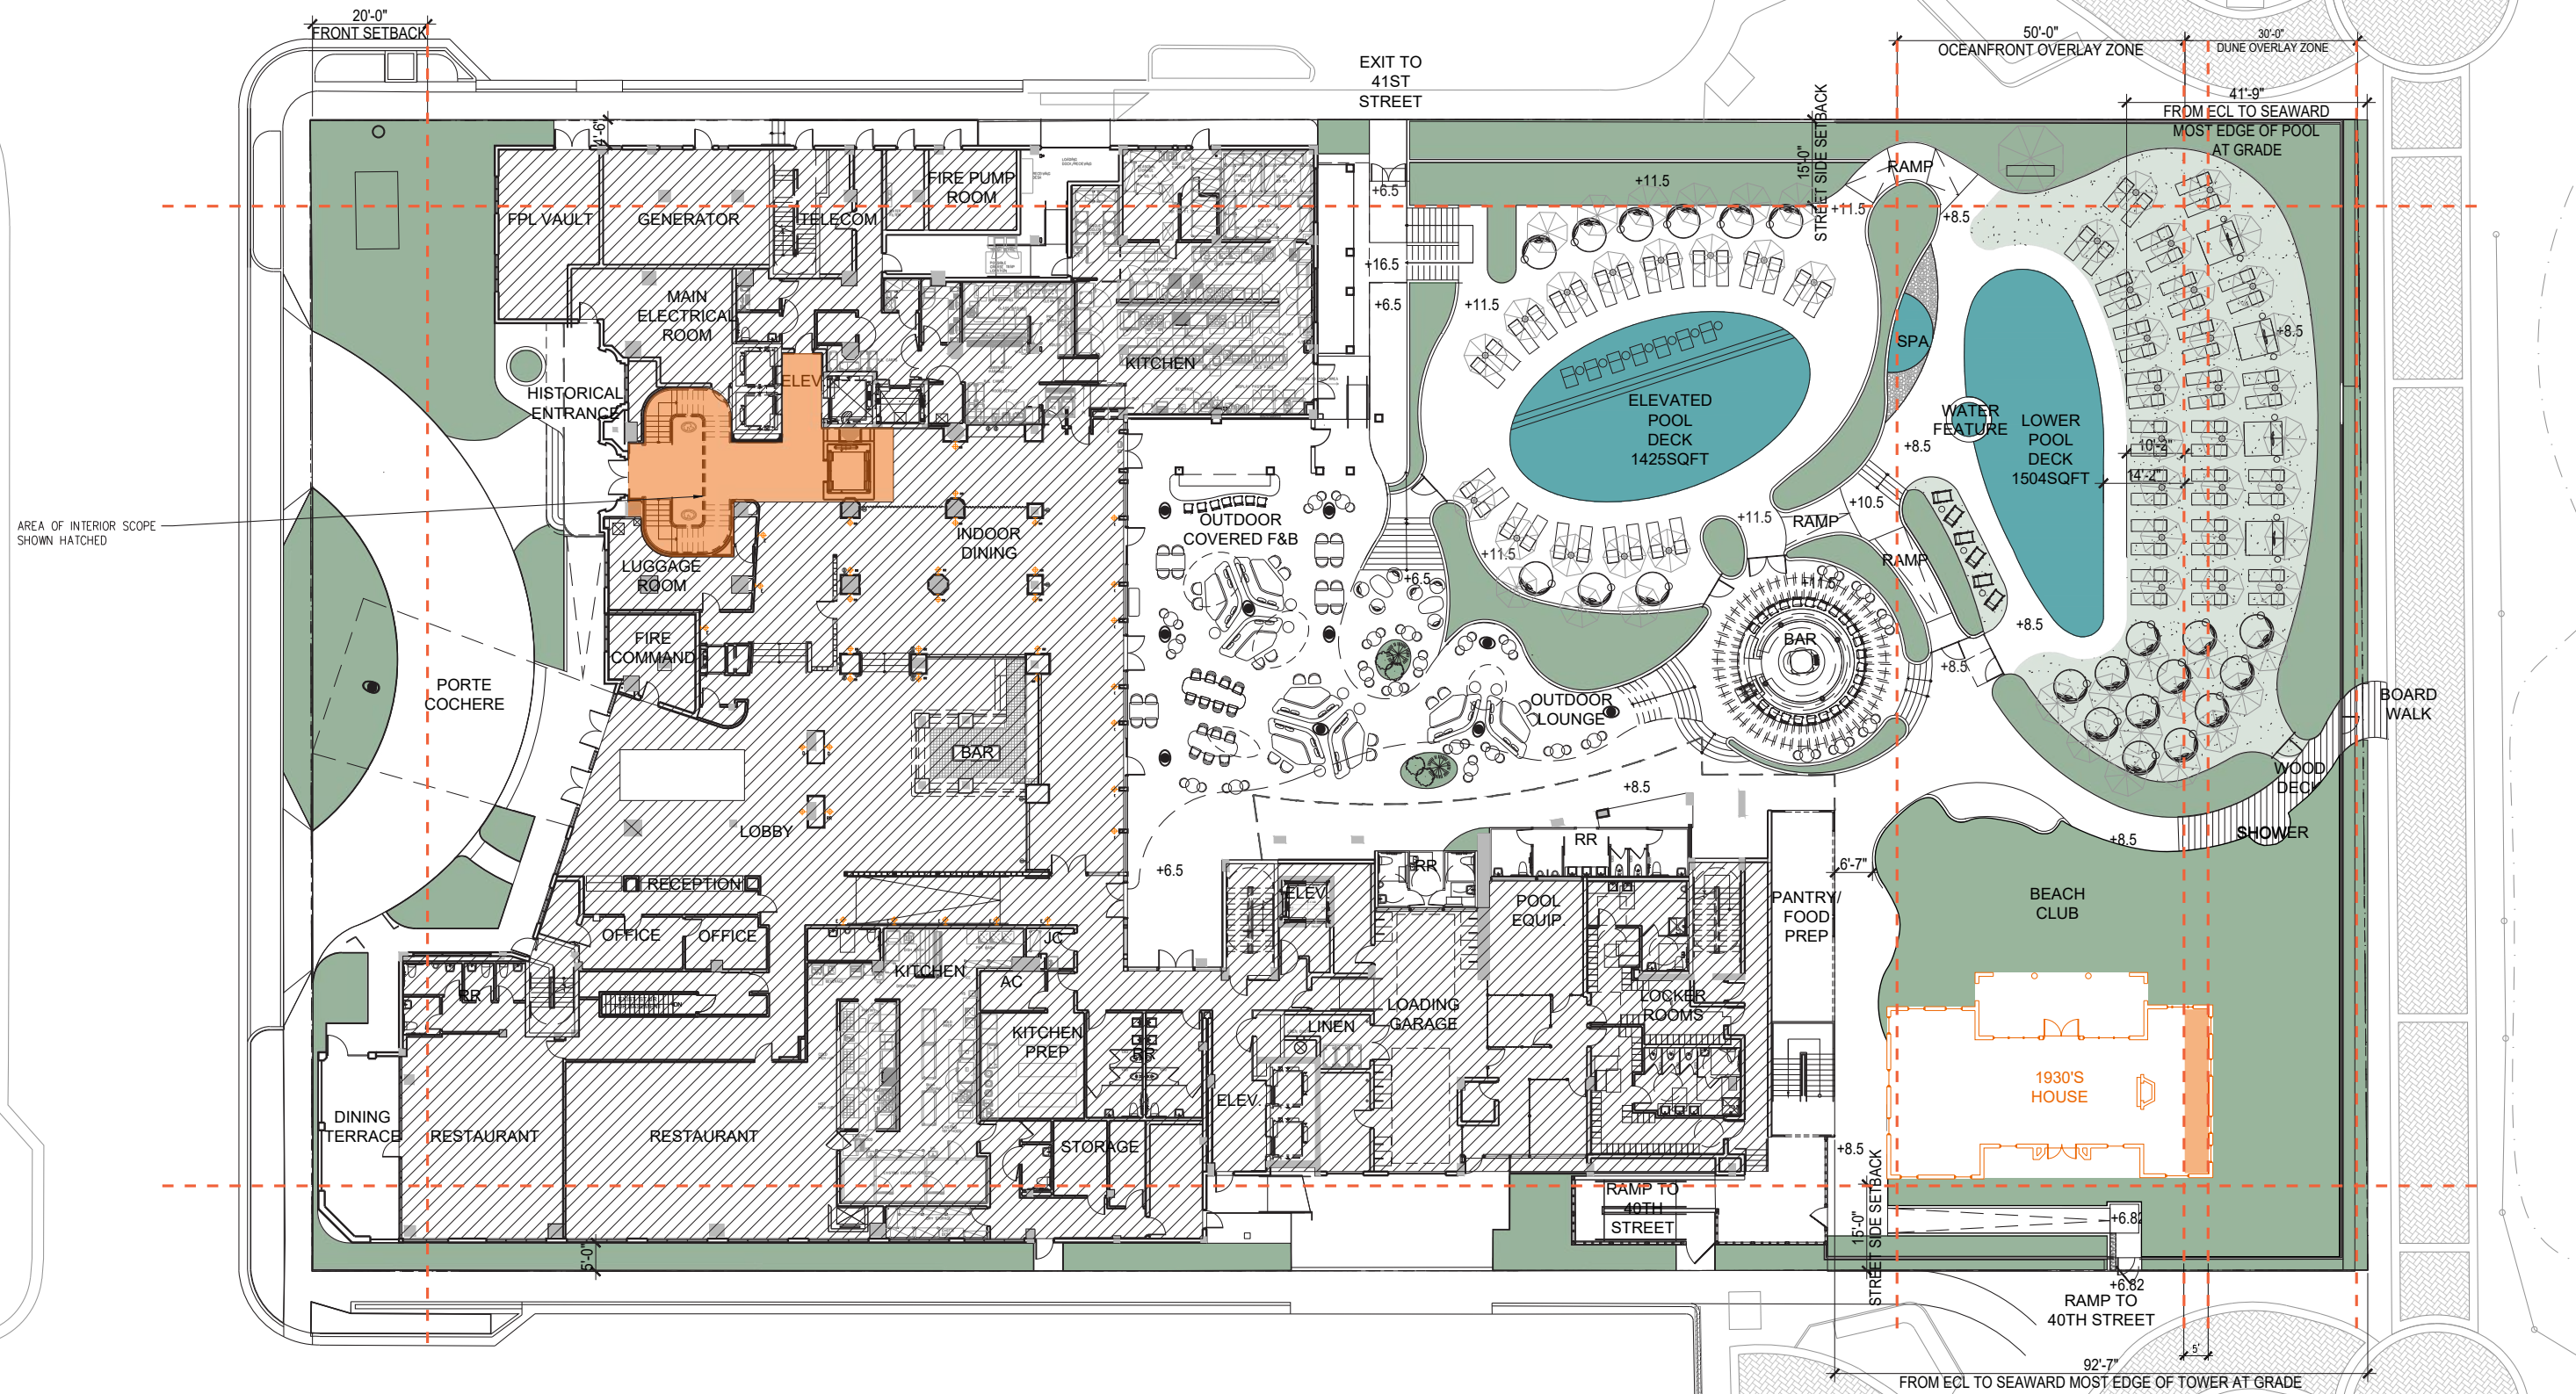 20'-0"
FRONT SETBACK
EXIT TO
41ST
STREET
50'-0"
OCEANFRONT OVERLAY ZONE
30'-0"
DUNE OVERLAY ZONE
41'-9"
FROM ECL TO SEAWARD
MOST EDGE OF POOL
AT GRADE
4'-6"
15'-0"
STREET SIDE SETBACK
FPL VAULT
GENERATOR
TELECOM
FIRE PUMP
ROOM
+6.5
+11.5
RAMP
+11.5
+8.5
+16.5
+6.5
+11.5
MAIN
ELECTRICAL
ROOM
KITCHEN
ELEV.
SPA
+8.5
HISTORICAL
ENTRANCE
ELEVATED
POOL
DECK
1425SQFT
WATER
FEATURE
LOWER
POOL
DECK
1504SQFT
+8.5
10'-2"
14'-2"
AREA OF INTERIOR SCOPE
SHOWN HATCHED
INDOOR
DINING
OUTDOOR
COVERED F&B
+10.5
+11.5
RAMP
+11.5
RAMP
LUGGAGE
ROOM
+6.5
+11.5
FIRE
COMMAND
BAR
+8.5
+8.5
PORTE
COCHERE
OUTDOOR
LOUNGE
BOARD
WALK
BAR
WOOD
DECK
+8.5
SHOWER
+8.5
LOBBY
RR
RR
+6.5
6'-7"
RECEPTION
ELEV.
POOL
EQUIP.
PANTRY/
FOOD
PREP
BEACH
CLUB
OFFICE
OFFICE
JC
KITCHEN
AC
RR
LOADING
GARAGE
LOCKER
ROOMS
KITCHEN
PREP
RR
LINEN
1930'S
HOUSE
ELEV.
DINING
TERRACE
RESTAURANT
RESTAURANT
STORAGE
+8.5
RAMP TO
40TH
STREET
15'-0"
STREET SIDE SETBACK
+6.82
5'-0"
+6.82
RAMP TO
40TH STREET
5'
92'-7"
FROM ECL TO SEAWARD MOST EDGE OF TOWER AT GRADE